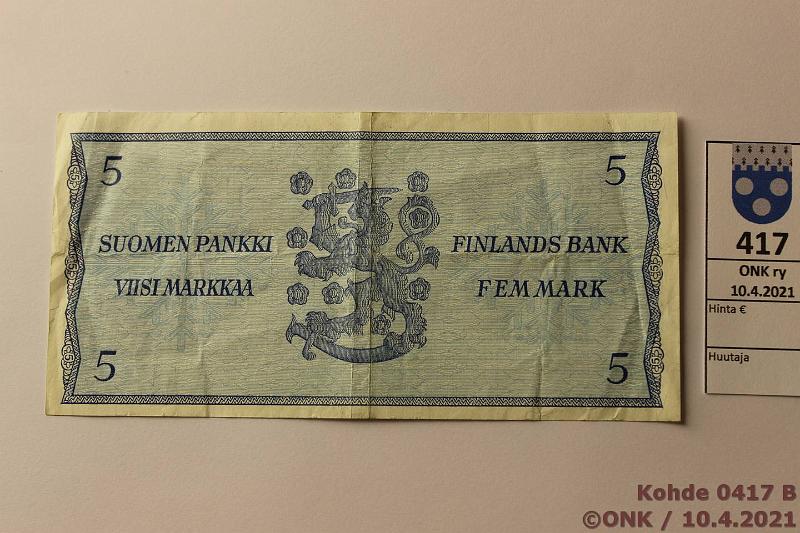 5
5
SUOMEN PANKKI
FINLANDS BANK
VIISI MARKKAA
FEM MARK
5
5
417
ONK ry
10.4.2021
Hinta €
Huutaja
Kohde 0417 B
©ONK / 10.4.2021